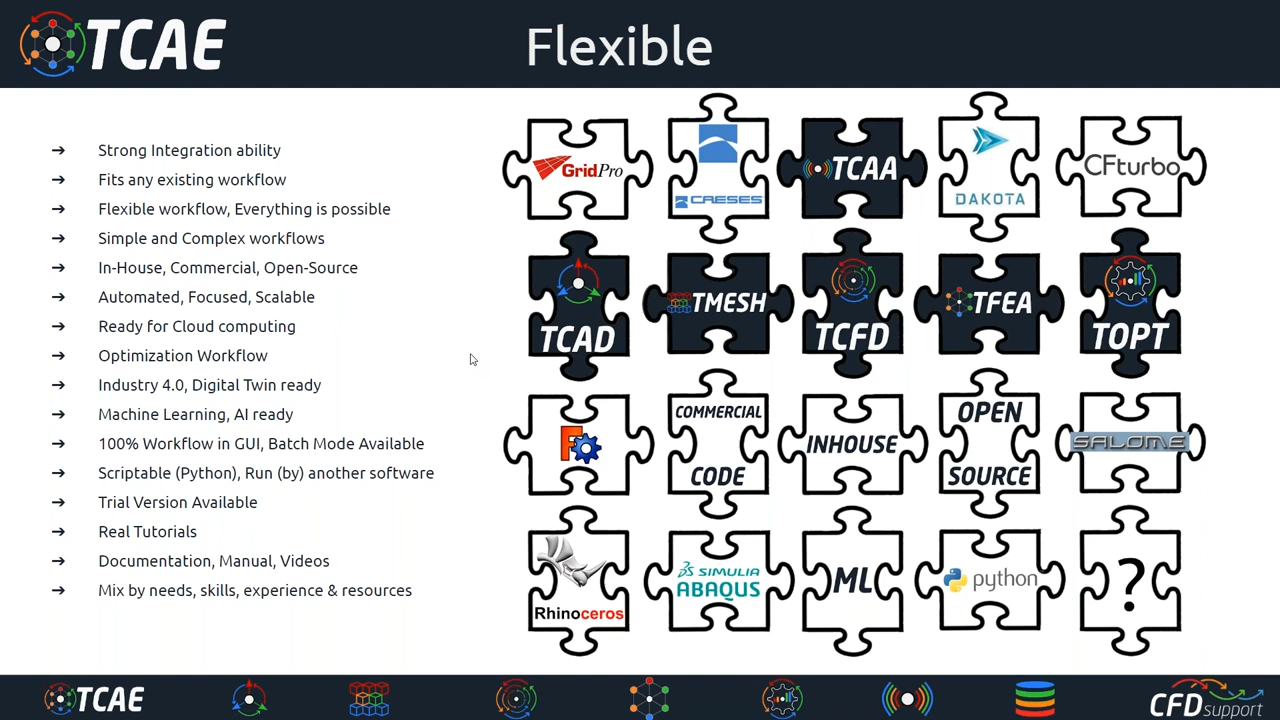 TCAE
Flexible
➔ Strong Integration ability
➔ Fits any existing workflow
➔ Flexible workflow, Everything is possible
➔ Simple and Complex workflows
➔ In-House, Commercial, Open-Source
➔ Automated, Focused, Scalable
➔ Ready for Cloud computing
➔ Optimization Workflow
➔ Industry 4.0, Digital Twin ready
➔ Machine Learning, AI ready
➔ 100% Workflow in GUI, Batch Mode Available
➔ Scriptable (Python), Run (by) another software
➔ Trial Version Available
➔ Real Tutorials
➔ Documentation, Manual, Videos
➔ Mix by needs, skills, experience & resources
GridPro
CAESES
TCAA
DAKOTA
CFturbo
TCAD
TMESH
TCFD
TFEA
TOPT
F
COMMERCIAL
CODE
INHOUSE
OPEN
SOURCE
SALOME
Rhinoceros
3S SIMULIA
ABAQUS
ML
python
?
TCAE
CFDsupport